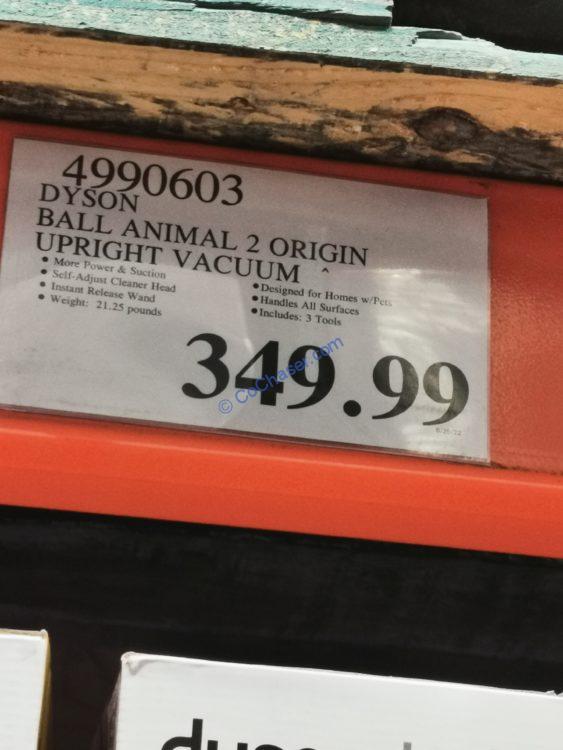 4990603
DYSON
BALL ANIMAL 2 ORIGIN
UPRIGHT VACUUM ^
• More Power & Suction
• Self-Adjust Cleaner Head
• Instant Release Wand
• Weight: 21.25 pounds
• Designed for Homes w/Pets
• Handles All Surfaces
• Includes: 3 Tools
349.99
© CoChaser.com